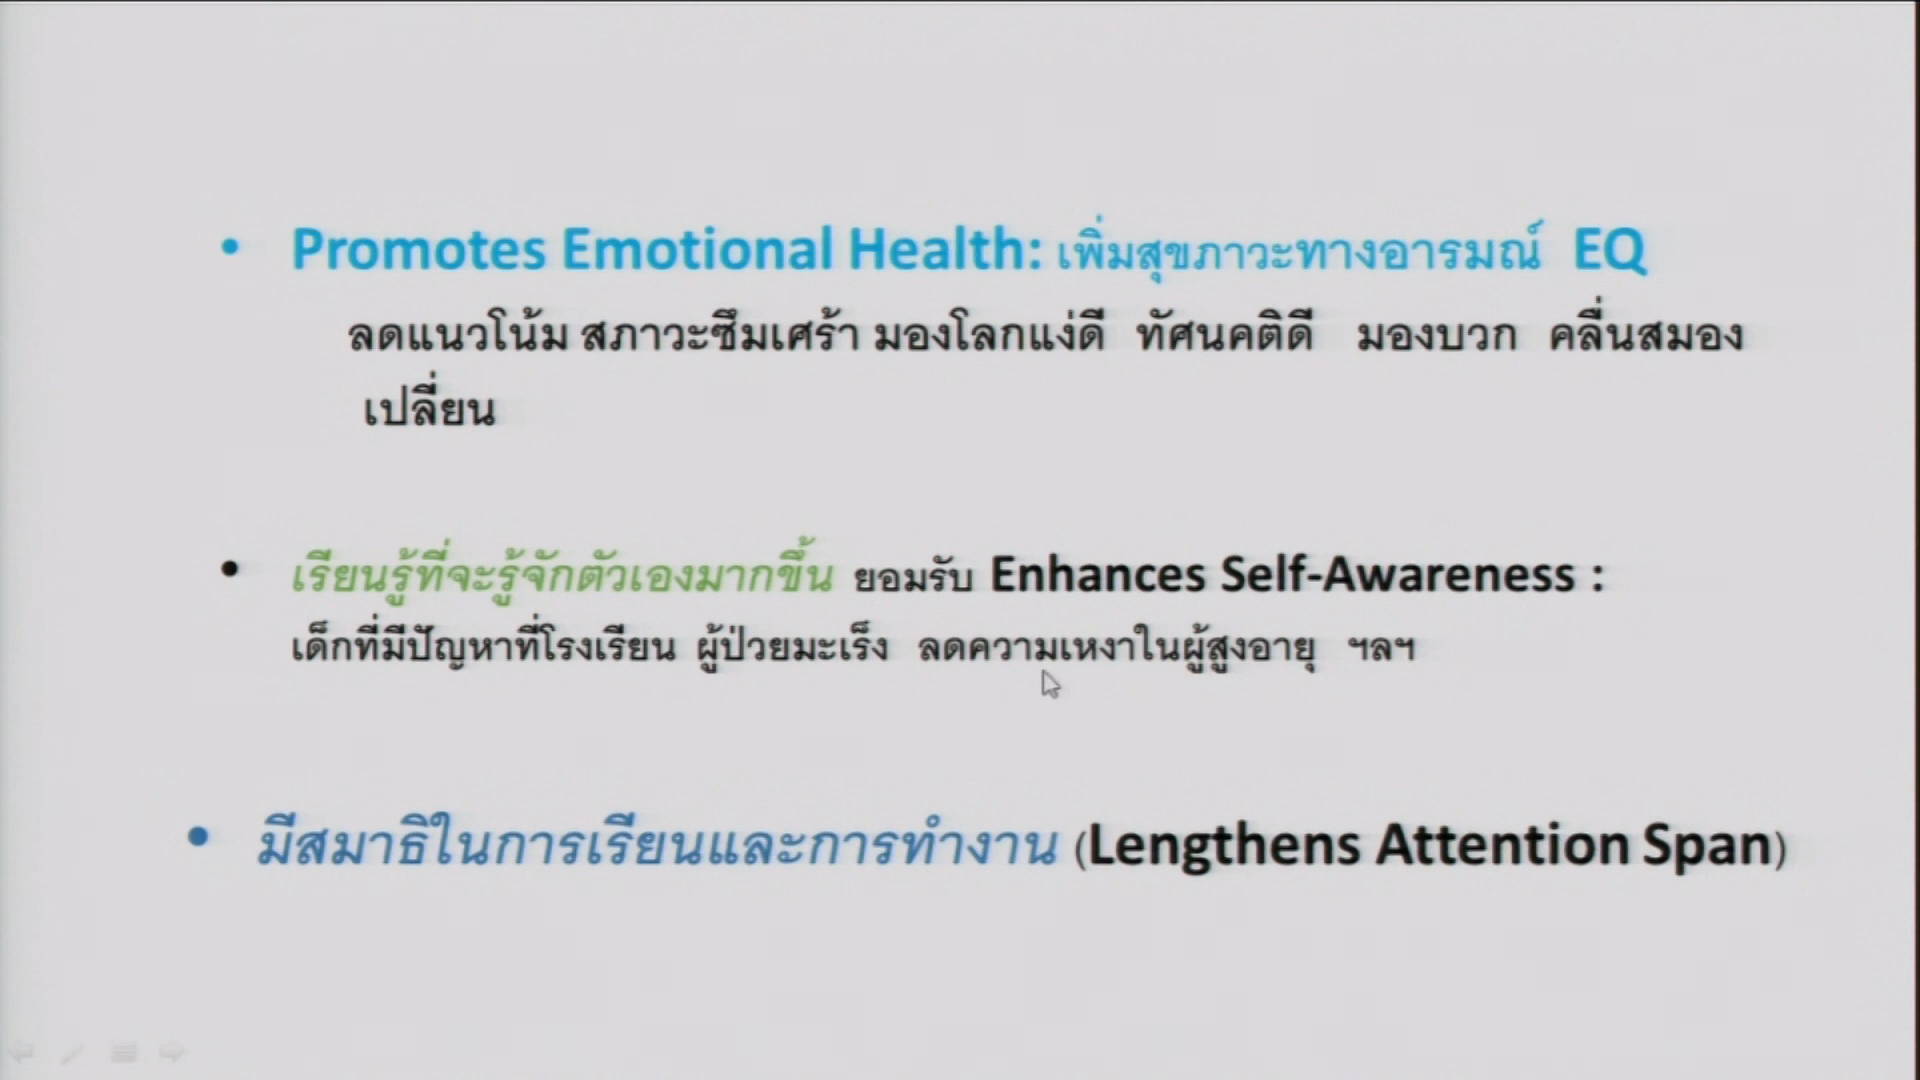 • Promotes Emotional Health: เพิ่มสุขภาวะทางอารมณ์ EQ
ลดแนวโน้ม สภาวะซึมเศร้า มองโลกแง่ดี ทัศนคติดี มองบวก คลื่นสมอง
เปลี่ยน
• เรียนรู้ที่จะรู้จักตัวเองมากขึ้น ยอมรับ Enhances Self-Awareness :
เด็กที่มีปัญหาที่โรงเรียน ผู้ป่วยมะเร็ง ลดความเหงาในผู้สูงอายุ ฯลฯ
• มีสมาธิในการเรียนและการทำงาน (Lengthens Attention Span)